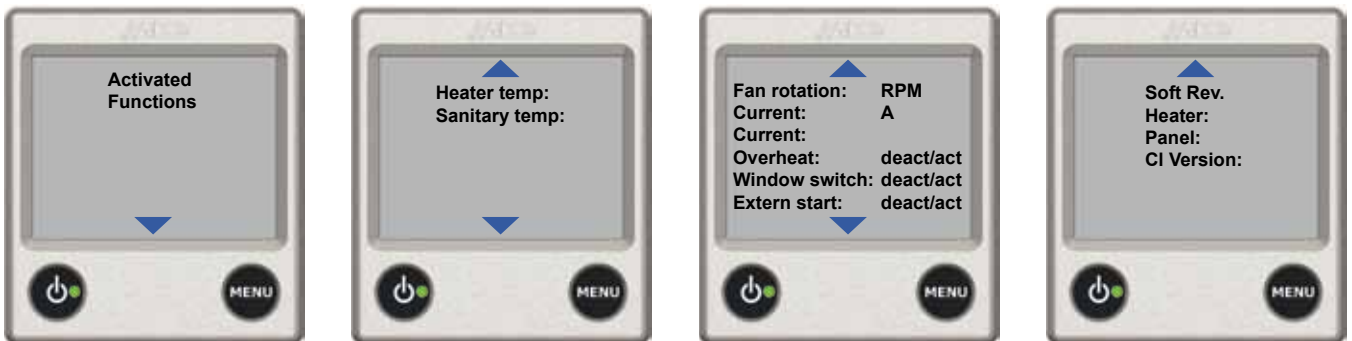 Activated
Functions
MENU
Heater temp:
Sanitary temp:
MENU
Fan rotation: RPM
Current: A
Current:
Overheat: deact/act
Window switch: deact/act
Extern start: deact/act
MENU
Soft Rev.
Heater:
Panel:
CI Version:
MENU